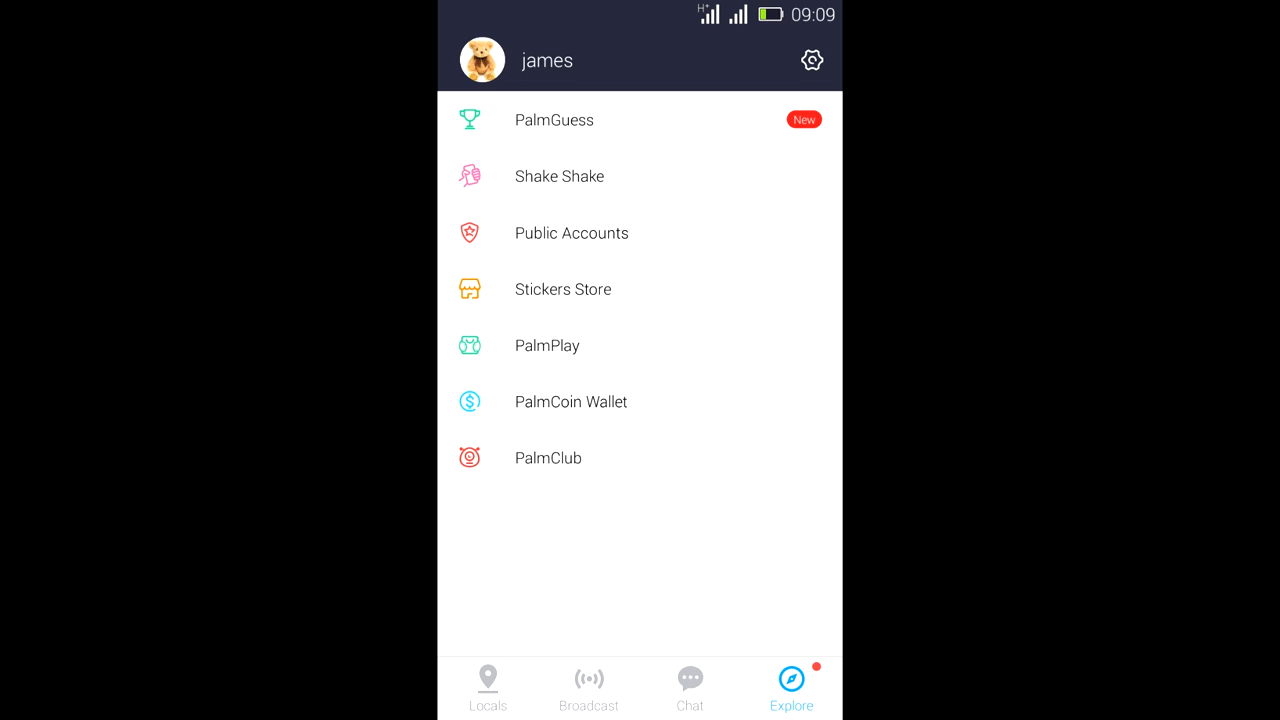 H+ 09:09
james
PalmGuess New
Shake Shake
Public Accounts
Stickers Store
PalmPlay
PalmCoin Wallet
PalmClub
Locals Broadcast Chat Explore